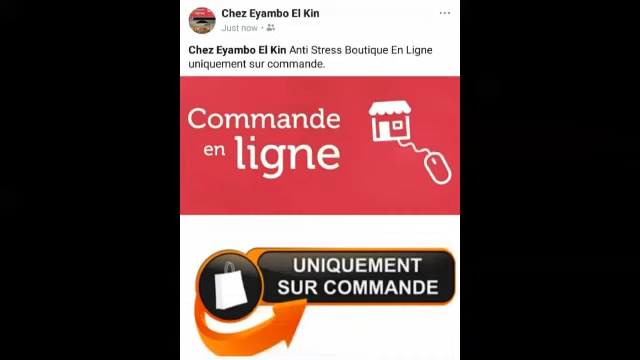 Chez Eyambo El Kin
Just now
Chez Eyambo El Kin Anti Stress Boutique En Ligne
uniquement sur commande.
Commande
en ligne
UNIQUEMENT
SUR COMMANDE